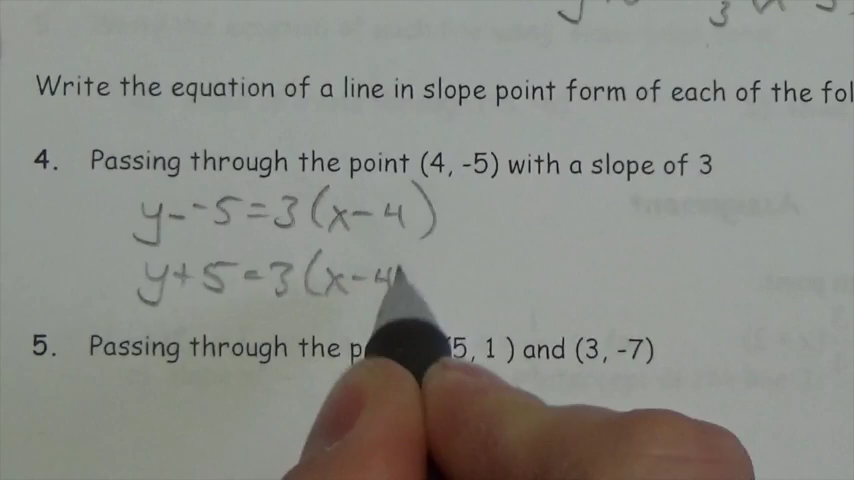 Write the equation of a line in slope point form of each of the fol
4. Passing through the point (4, -5) with a slope of 3
y - -5 = 3 (x - 4)
y + 5 = 3 (x - 4
5. Passing through the p (5, 1 ) and (3, -7)